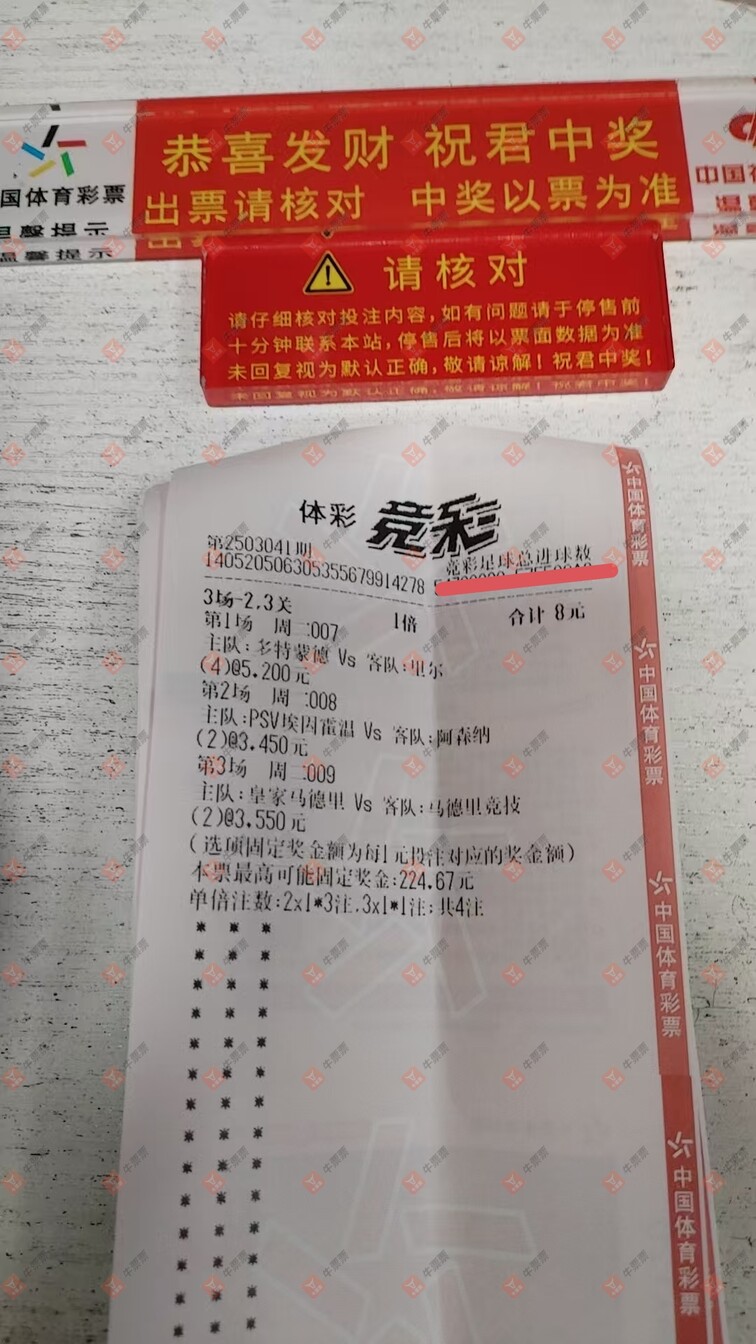 恭喜发财 祝君中奖
国体育彩票
出票请核对 中奖以票为准
中国福
温馨提示
请核对
请仔细核对投注内容,如有问题请于停售前
十分钟联系本站,停售后将以票面数据为准
未回复视为默认正确,敬请谅解!祝君中奖!
体彩 竞彩
第2503041期 竞彩足球总进球数
140520506305355679914278
3场-2.3关 1倍 合计 8元
第1场 周二007
主队:多特蒙德 Vs 客队:里尔
(4)@5.200元
第2场 周二008
主队:PSV埃因霍温 Vs 客队:阿森纳
(2)@3.450元
第3场 周二009
主队:皇家马德里 Vs 客队:马德里竞技
(2)@3.550元
(选项固定奖金额为每1元投注对应的奖金额)
本票最高可能固定奖金:224.67元
单倍注数:2x1*3注.3x1*1注:共4注
中国体育彩票
中国体育彩票
中国体育彩票
中国体育彩票
牛票票